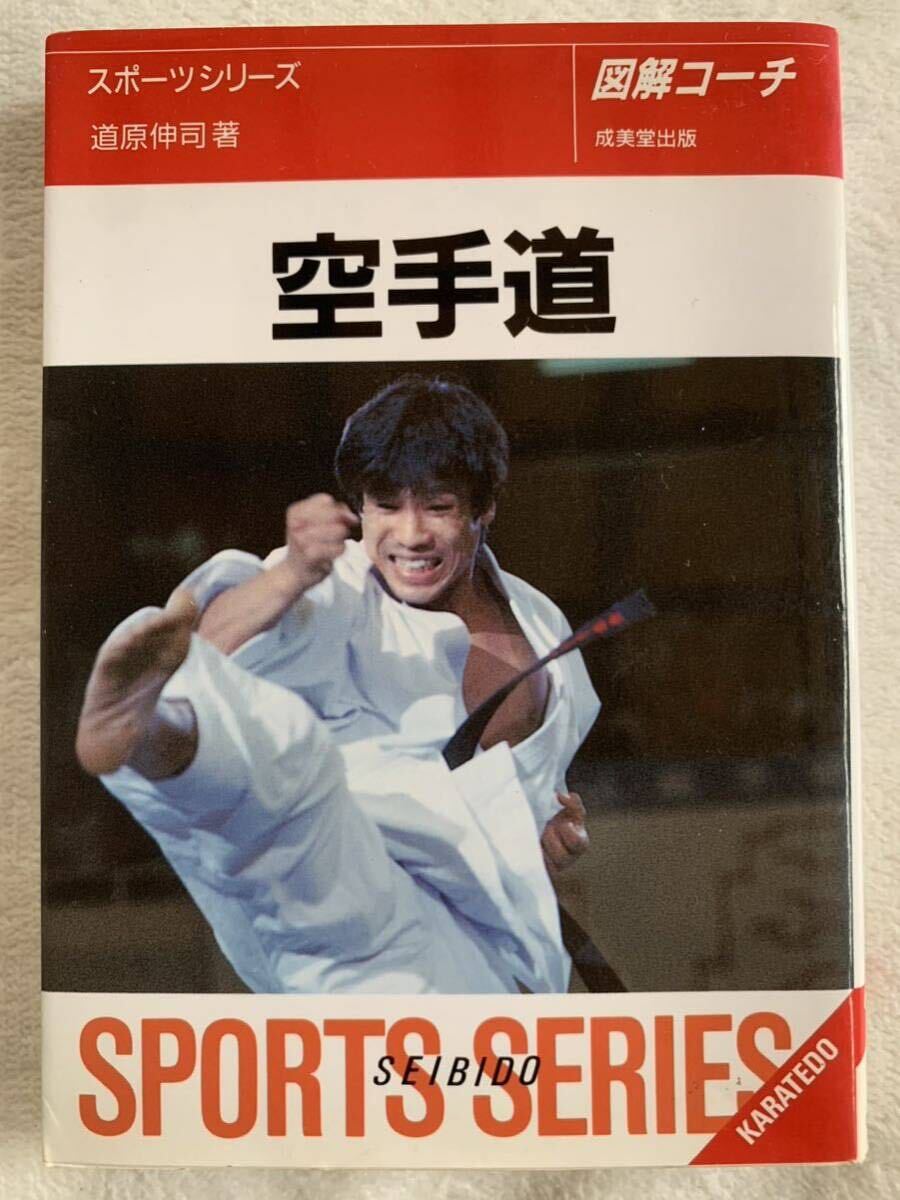 スポーツシリーズ
道原伸司著
図解コーチ
成美堂出版
空手道
SPORTS SERIES
SEIBIDO
KARATEDO